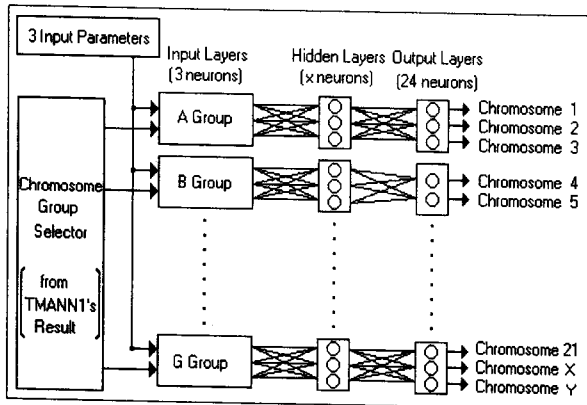 3 Input Parameters
Input Layers
(3 neurons)
Hidden Layers
(x neurons)
Output Layers
(24 neurons)
A Group
Chromosome 1
Chromosome 2
Chromosome 3
B Group
Chromosome 4
Chromosome 5
Chromosome
Group
Selector
from
TMANN1's
Result
G Group
Chromosome 21
Chromosome X
Chromosome Y